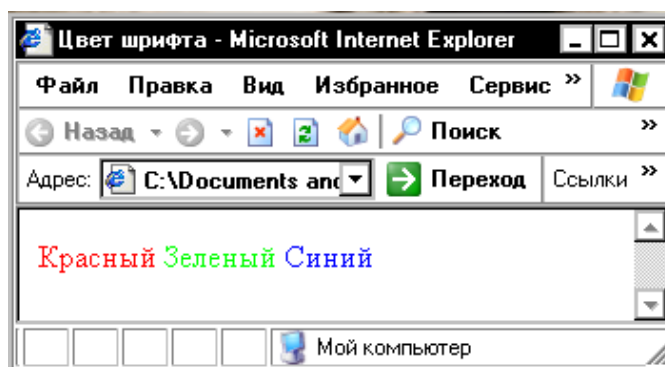 Цвет шрифта - Microsoft Internet Explorer
Файл Правка Вид Избранное Сервис »
Назад Поиск »
Адрес: C:\Documents and Переход Ссылки »
Красный Зеленый Синий
Мой компьютер